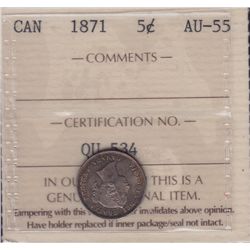 CAN 1871 5¢ AU-55
COMMENTS
CERTIFICATION NO.
QU 534
IN OU THIS IS A
GENU NAL ITEM.
ampering with this invalidates above opinion.
Have holder replaced if inner package/seal not intact.